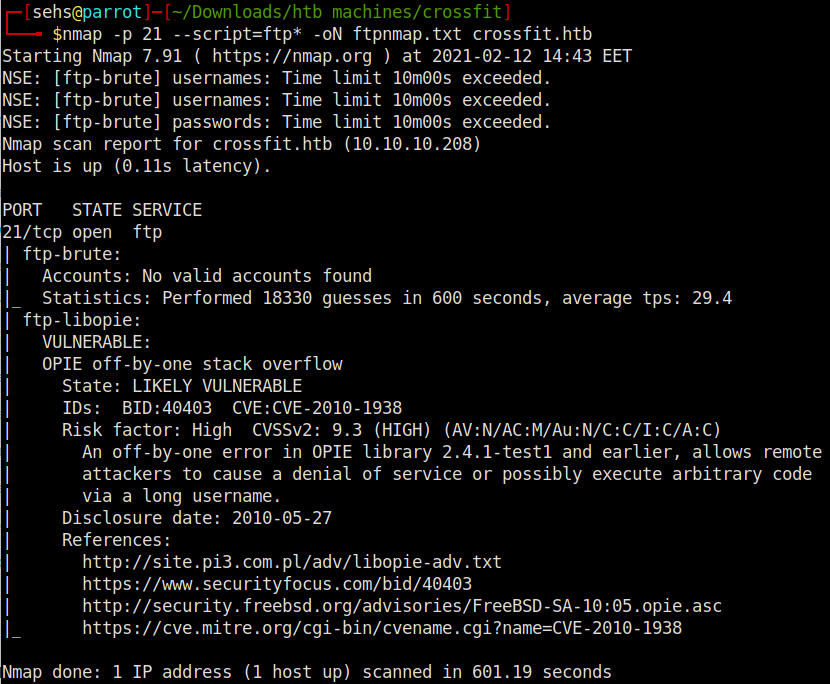 ┌─[sehs@parrot]─[~/Downloads/htb machines/crossfit]
└──╼ $nmap -p 21 --script=ftp* -oN ftpnmap.txt crossfit.htb
Starting Nmap 7.91 ( https://nmap.org ) at 2021-02-12 14:43 EET
NSE: [ftp-brute] usernames: Time limit 10m00s exceeded.
NSE: [ftp-brute] usernames: Time limit 10m00s exceeded.
NSE: [ftp-brute] passwords: Time limit 10m00s exceeded.
Nmap scan report for crossfit.htb (10.10.10.208)
Host is up (0.11s latency).
PORT   STATE SERVICE
21/tcp open  ftp
| ftp-brute:
|   Accounts: No valid accounts found
|_  Statistics: Performed 18330 guesses in 600 seconds, average tps: 29.4
| ftp-libopie:
|   VULNERABLE:
|   OPIE off-by-one stack overflow
|     State: LIKELY VULNERABLE
|     IDs:  BID:40403  CVE:CVE-2010-1938
|     Risk factor: High  CVSSv2: 9.3 (HIGH) (AV:N/AC:M/Au:N/C:C/I:C/A:C)
|       An off-by-one error in OPIE library 2.4.1-test1 and earlier, allows remote
|       attackers to cause a denial of service or possibly execute arbitrary code
|       via a long username.
|     Disclosure date: 2010-05-27
|     References:
|       http://site.pi3.com.pl/adv/libopie-adv.txt
|       https://www.securityfocus.com/bid/40403
|       http://security.freebsd.org/advisories/FreeBSD-SA-10:05.opie.asc
|_      https://cve.mitre.org/cgi-bin/cvename.cgi?name=CVE-2010-1938
Nmap done: 1 IP address (1 host up) scanned in 601.19 seconds